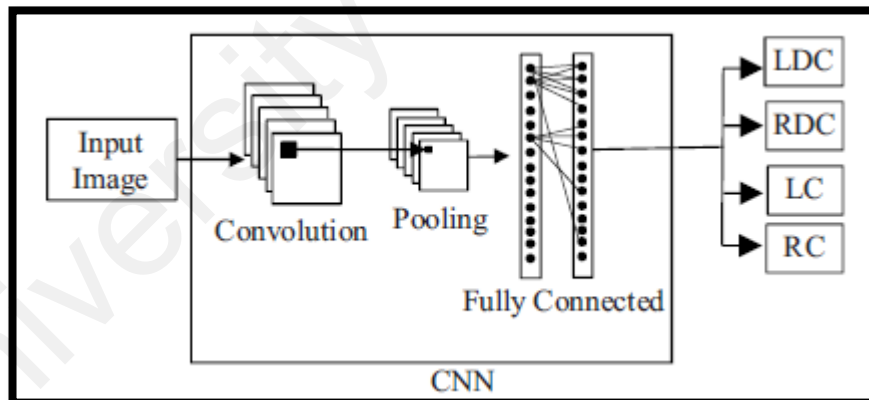 Input
Image
Convolution
Pooling
Fully Connected
CNN
LDC
RDC
LC
RC